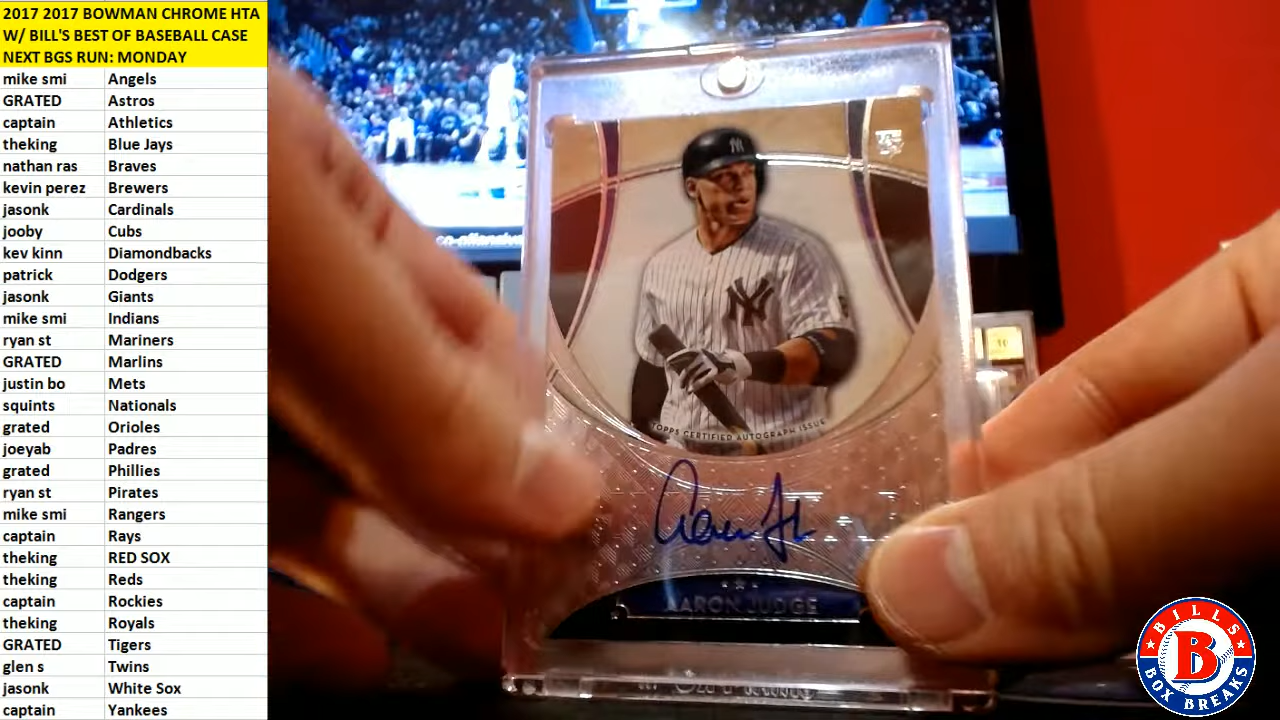 2017 2017 BOWMAN CHROME HTA
W/ BILL'S BEST OF BASEBALL CASE
NEXT BGS RUN: MONDAY
mike smi Angels
GRATED Astros
captain Athletics
theking Blue Jays
nathan ras Braves
kevin perez Brewers
jasonk Cardinals
jooby Cubs
kev kinn Diamondbacks
patrick Dodgers
jasonk Giants
mike smi Indians
ryan st Mariners
GRATED Marlins
justin bo Mets
squints Nationals
grated Orioles
joeyab Padres
grated Phillies
ryan st Pirates
mike smi Rangers
captain Rays
theking RED SOX
theking Reds
captain Rockies
theking Royals
GRATED Tigers
glen s Twins
jasonk White Sox
captain Yankees
NY
NY
TOPPS CERTIFIED AUTOGRAPH ISSUE
AARON JUDGE
10
BILLS
B
BOX BREAKS